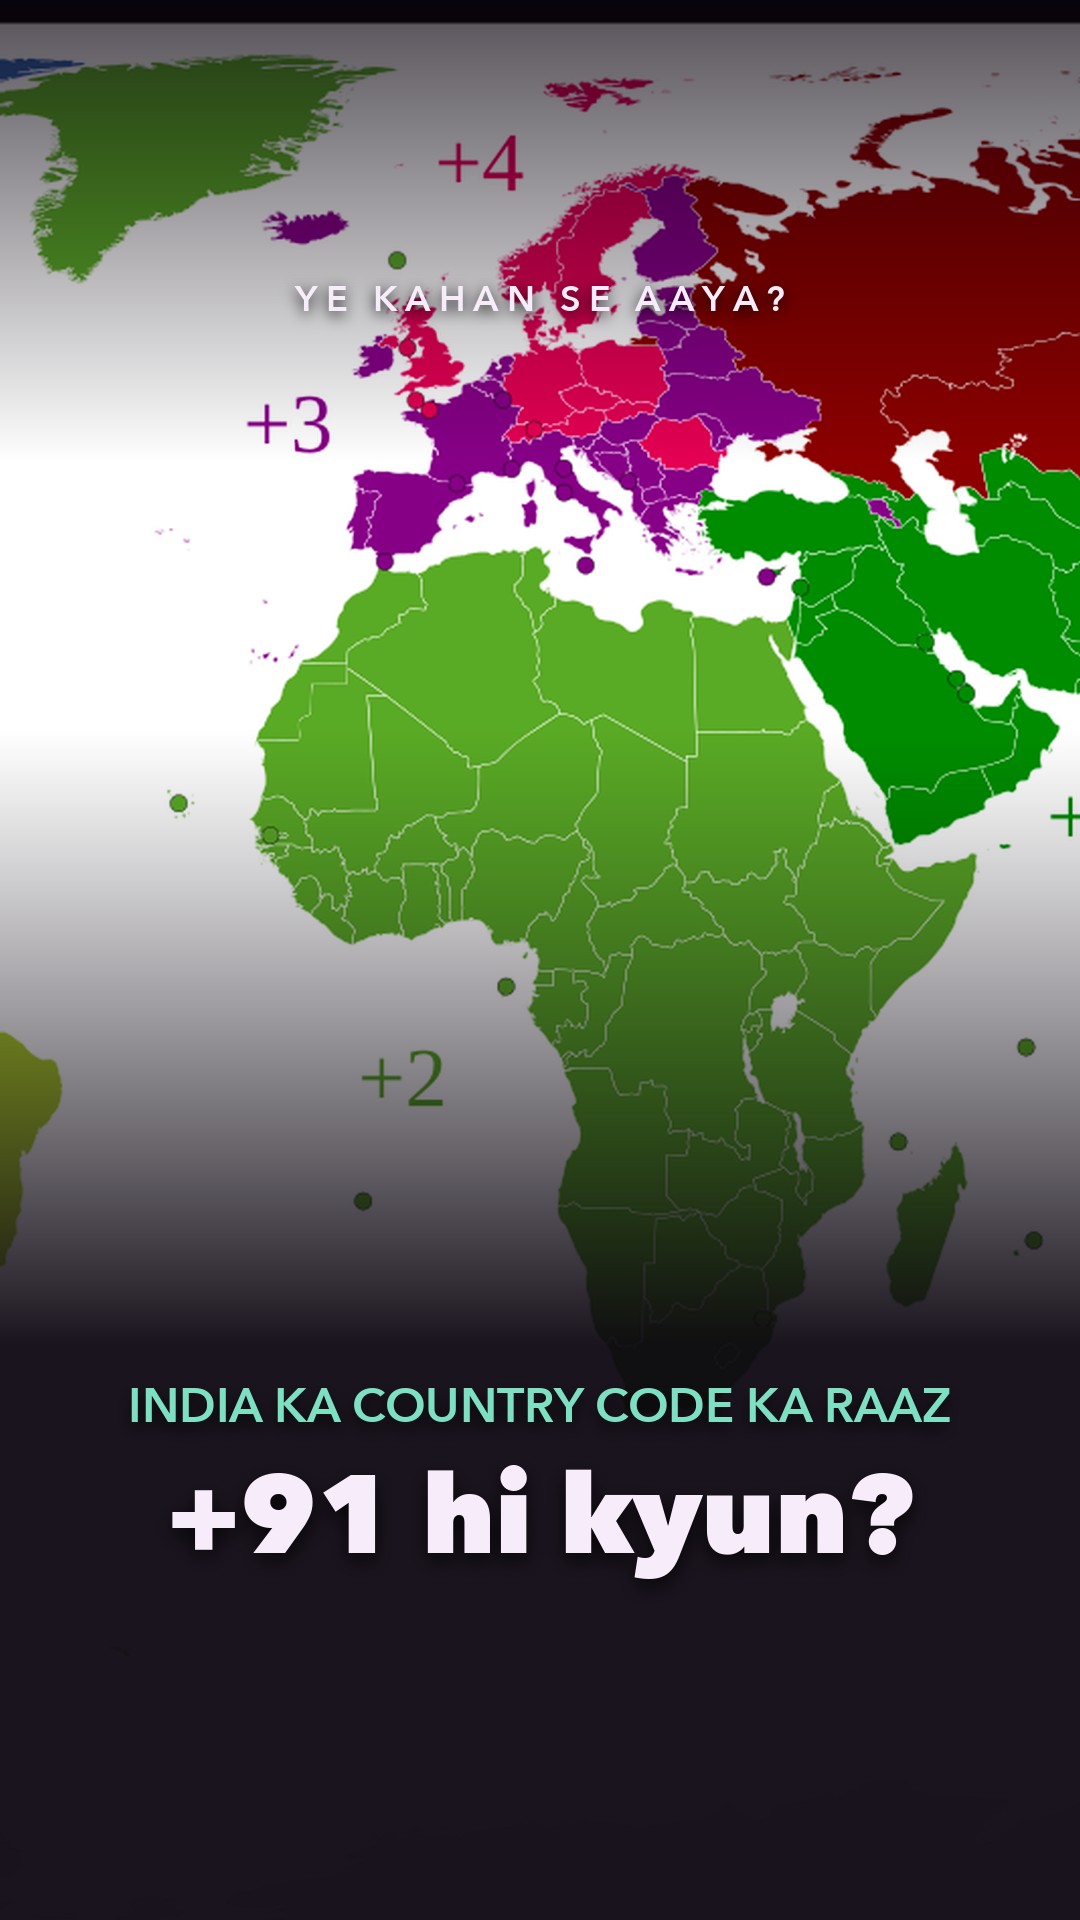 +4
YE KAHAN SE AAYA?
+3
+
+2
INDIA KA COUNTRY CODE KA RAAZ
+91 hi kyun?